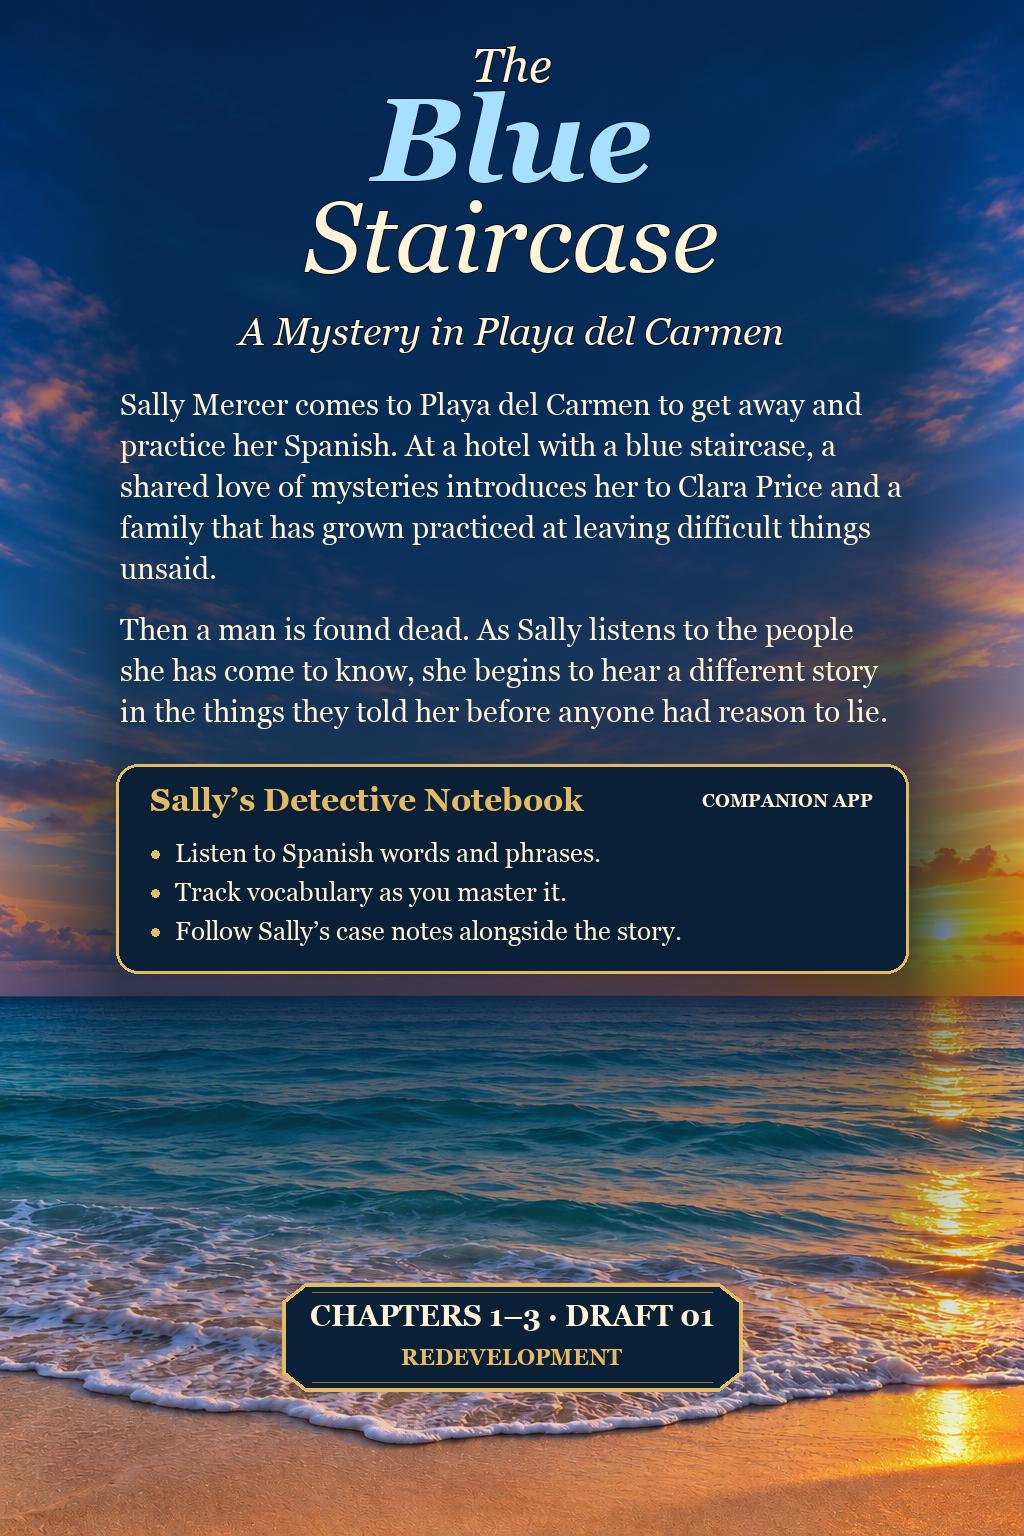 The
Blue
Staircase
A Mystery in Playa del Carmen
Sally Mercer comes to Playa del Carmen to get away and
practice her Spanish. At a hotel with a blue staircase, a
shared love of mysteries introduces her to Clara Price and a
family that has grown practiced at leaving difficult things
unsaid.
Then a man is found dead. As Sally listens to the people
she has come to know, she begins to hear a different story
in the things they told her before anyone had reason to lie.
Sally’s Detective Notebook COMPANION APP
• Listen to Spanish words and phrases.
• Track vocabulary as you master it.
• Follow Sally’s case notes alongside the story.
CHAPTERS 1–3 · DRAFT 01
REDEVELOPMENT